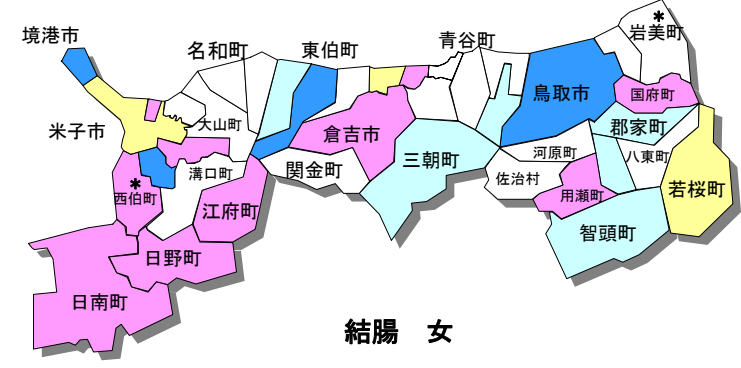 境港市
名和町
東伯町
青谷町
*
岩美町
米子市
大山町
倉吉市
鳥取市
国府町
郡家町
*
西伯町
溝口町
関金町
三朝町
河原町
八東町
佐治村
用瀬町
若桜町
江府町
智頭町
日野町
日南町
結腸 女